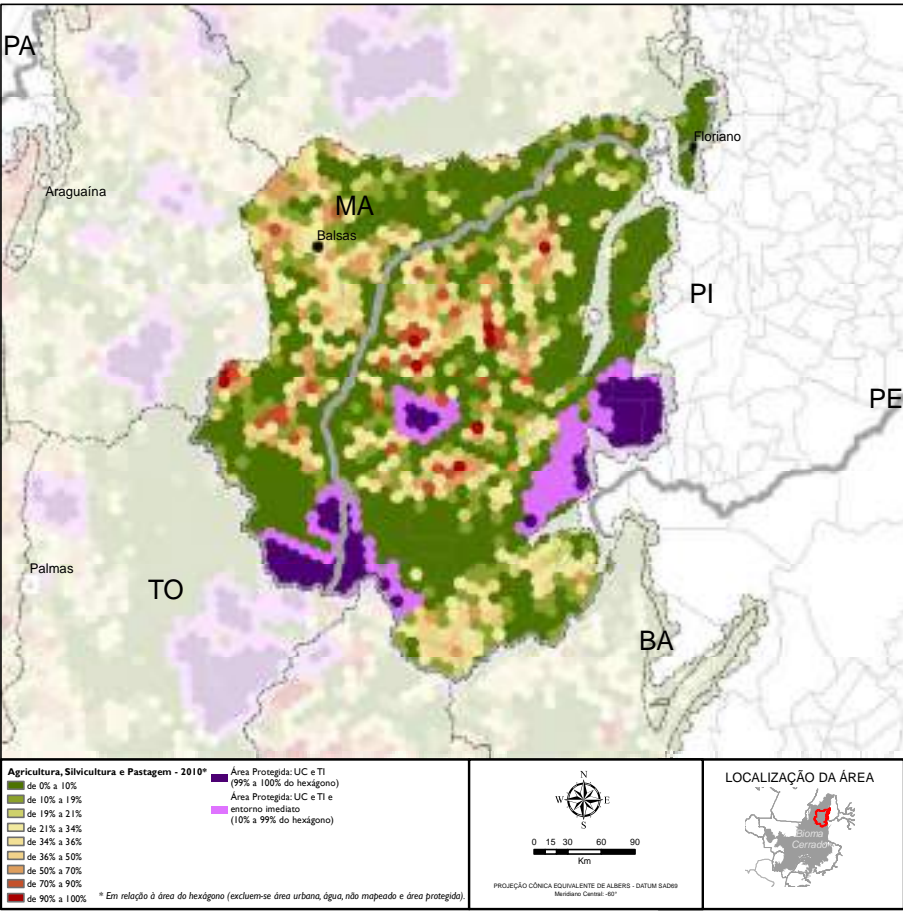 PA
Floriano
Araguaína
MA
Balsas
PI
PE
Palmas
TO
BA
Agricultura, Silvicultura e Pastagem - 2010*
de 0% a 10%
de 10% a 19%
de 19% a 21%
de 21% a 34%
de 34% a 36%
de 36% a 50%
de 50% a 70%
de 70% a 90%
de 90% a 100%
Área Protegida: UC e TI
(99% a 100% do hexágono)
Área Protegida: UC e TI e
entorno imediato
(10% a 99% do hexágono)
* Em relação à área do hexágono (excluem-se área urbana, água, não mapeado e área protegida).
N
W E
S
0 15 30 60 90
Km
PROJEÇÃO CÔNICA EQUIVALENTE DE ALBERS - DATUM SAD69
Meridiano Central: -60°
LOCALIZAÇÃO DA ÁREA
Bioma
Cerrado